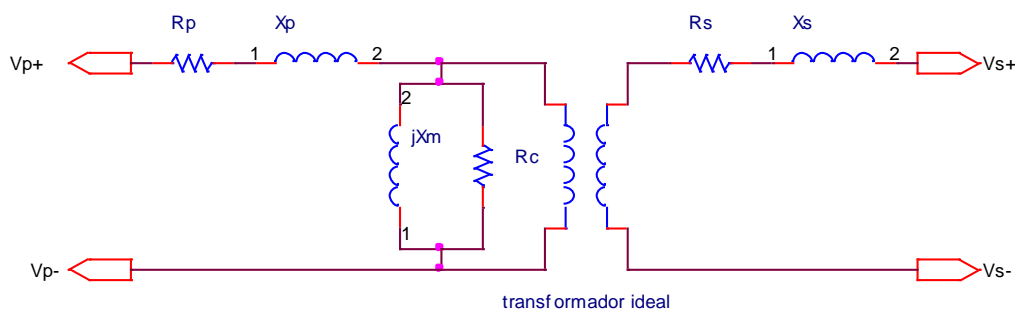 Rp Xp Rs Xs
Vp+ 1 2 1 2 Vs+
2
jXm
Rc
1
Vp- Vs-
transformador ideal